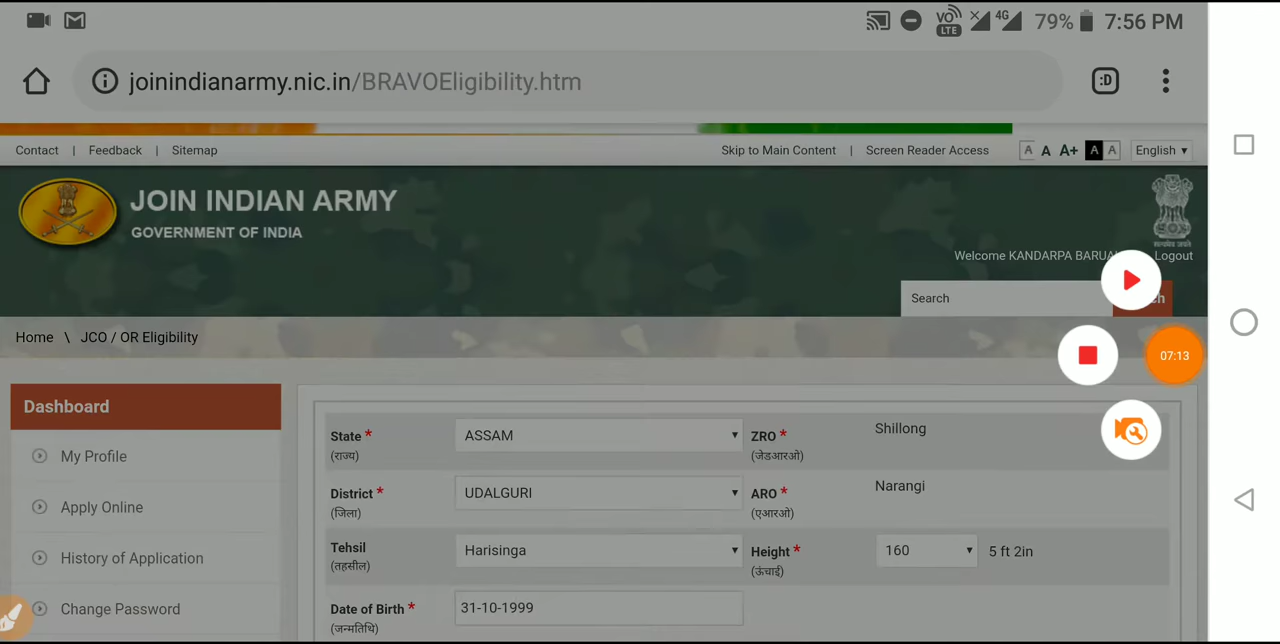 VO LTE 4G 79% 7:56 PM
joinindianarmy.nic.in/BRAVOEligibility.htm :D
Contact | Feedback | Sitemap Skip to Main Content | Screen Reader Access A A A+ A A English
JOIN INDIAN ARMY
GOVERNMENT OF INDIA
Welcome KANDARPA Logout
Search
Home \ JCO / OR Eligibility
07:13
Dashboard
My Profile
Apply Online
History of Application
Change Password
State * ASSAM ZRO * Shillong
(राज्य) (जेडआरओ)
District * UDALGURI ARO * Narangi
(जिला) (एआरओ)
Tehsil Harisinga Height * 160 5 ft 2in
(तहसील) (ऊंचाई)
Date of Birth * 31-10-1999
(जन्मतिथि)